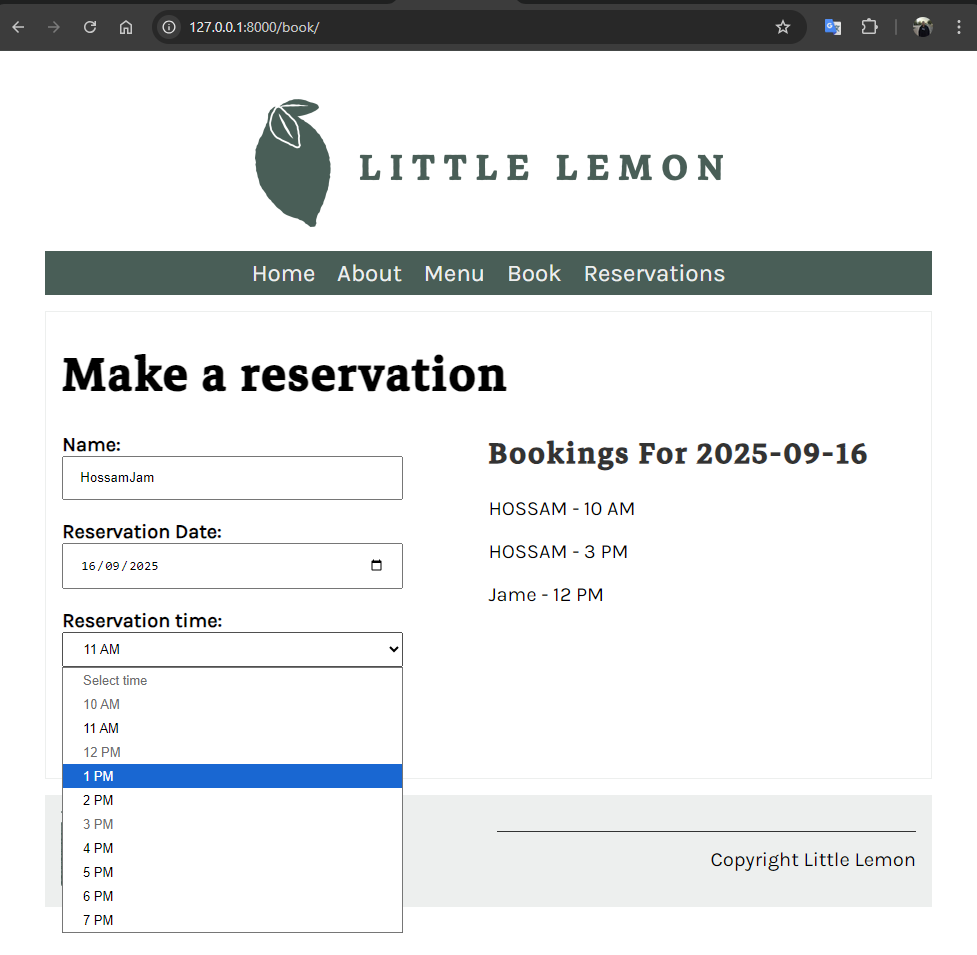 127.0.0.1:8000/book/
LITTLE LEMON
Home About Menu Book Reservations
Make a reservation
Name:
HossamJam
Reservation Date:
16/09/2025
Reservation time:
11 AM
Select time
10 AM
11 AM
12 PM
1 PM
2 PM
3 PM
4 PM
5 PM
6 PM
7 PM
Bookings For 2025-09-16
HOSSAM - 10 AM
HOSSAM - 3 PM
Jame - 12 PM
Copyright Little Lemon